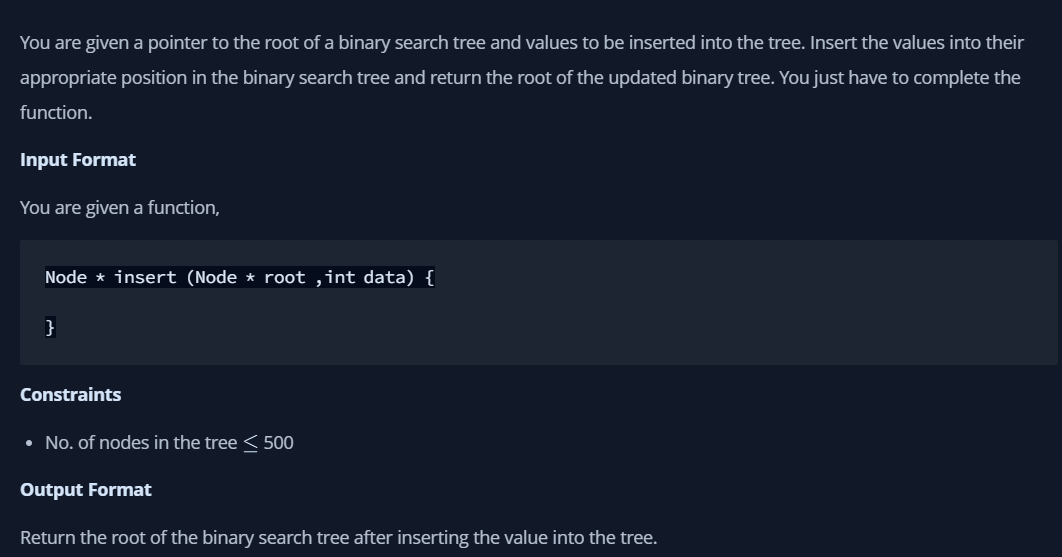 You are given a pointer to the root of a binary search tree and values to be inserted into the tree. Insert the values into their
appropriate position in the binary search tree and return the root of the updated binary tree. You just have to complete the
function.
Input Format
You are given a function,
Node * insert (Node * root ,int data) {
}
Constraints
• No. of nodes in the tree ≤ 500
Output Format
Return the root of the binary search tree after inserting the value into the tree.